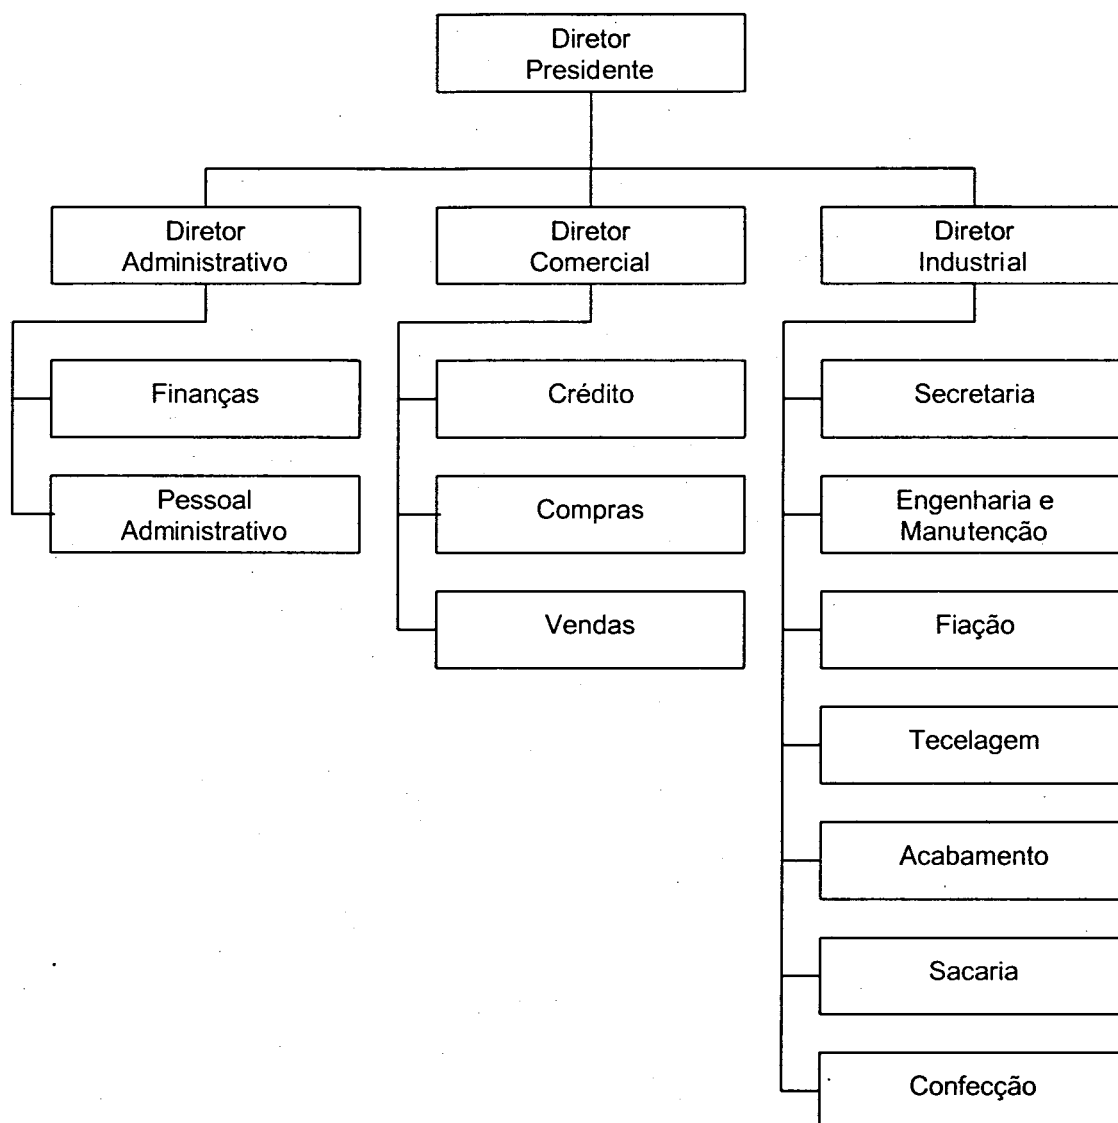 Diretor
Presidente
Diretor
Administrativo
Diretor
Comercial
Diretor
Industrial
Finanças
Crédito
Secretaria
Pessoal
Administrativo
Compras
Engenharia e
Manutenção
Vendas
Fiação
Tecelagem
Acabamento
Sacaria
Confecção